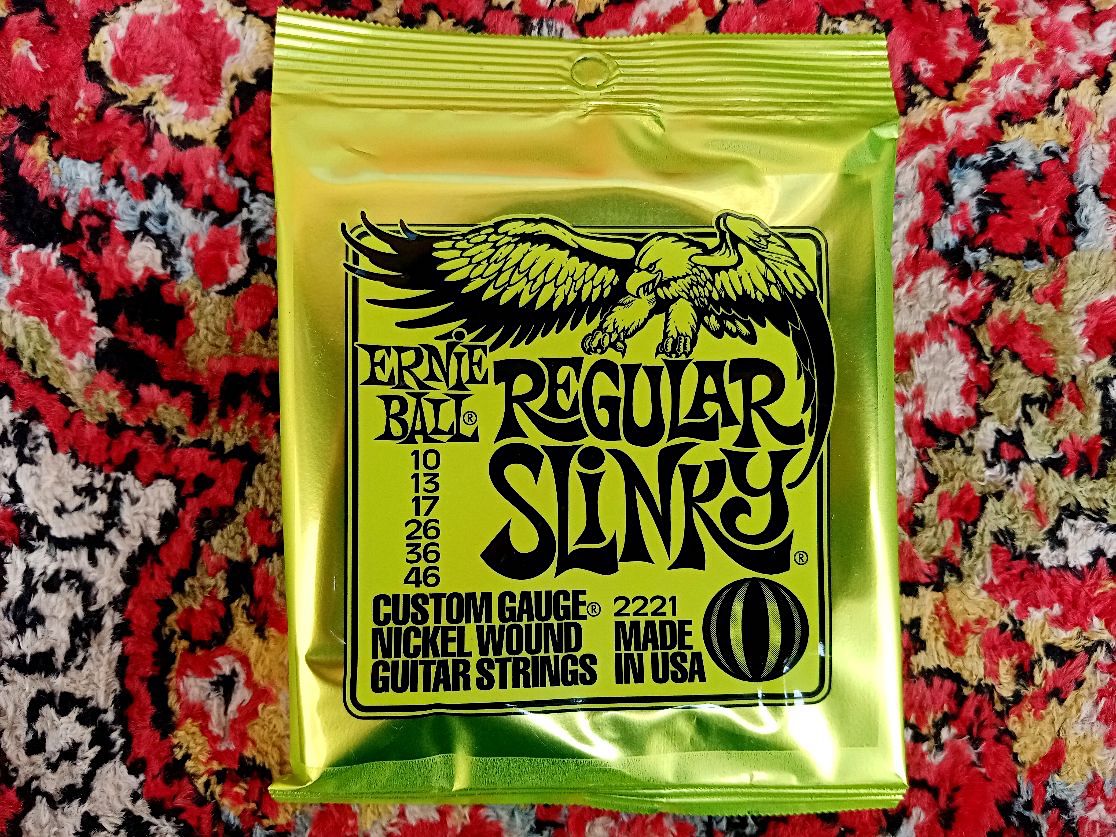 ERNiE
BALL®
10
13
17
26
36
46
REGULAR
SLiNKY®
CUSTOM GAUGE®
NICKEL WOUND
GUITAR STRINGS
2221
MADE
IN USA